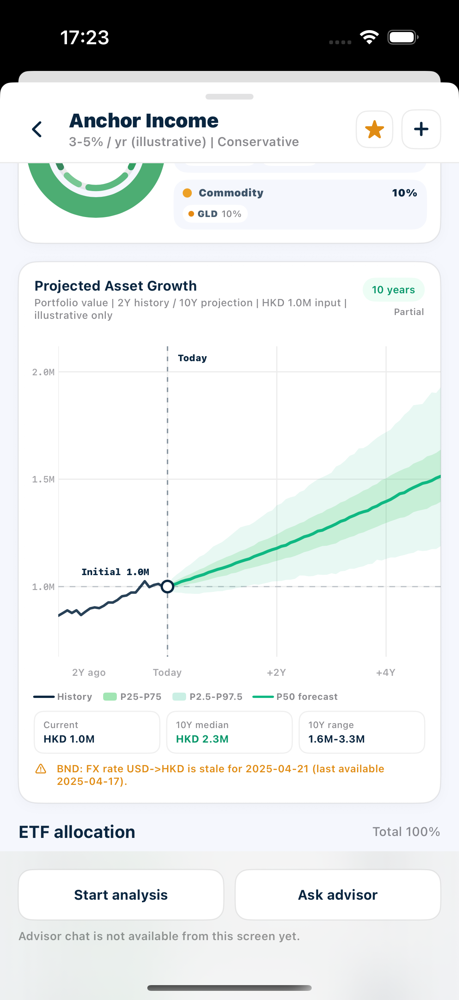 17:23
Anchor Income
3-5% / yr (illustrative) | Conservative
Commodity 10%
GLD 10%
Projected Asset Growth
10 years
Portfolio value | 2Y history / 10Y projection | HKD 1.0M input |
illustrative only
Partial
Today
2.0M
1.5M
Initial 1.0M
1.0M
2Y ago Today +2Y +4Y
History P25-P75 P2.5-P97.5 P50 forecast
Current 10Y median 10Y range
HKD 1.0M HKD 2.3M 1.6M-3.3M
BND: FX rate USD->HKD is stale for 2025-04-21 (last available
2025-04-17).
ETF allocation Total 100%
Start analysis Ask advisor
Advisor chat is not available from this screen yet.